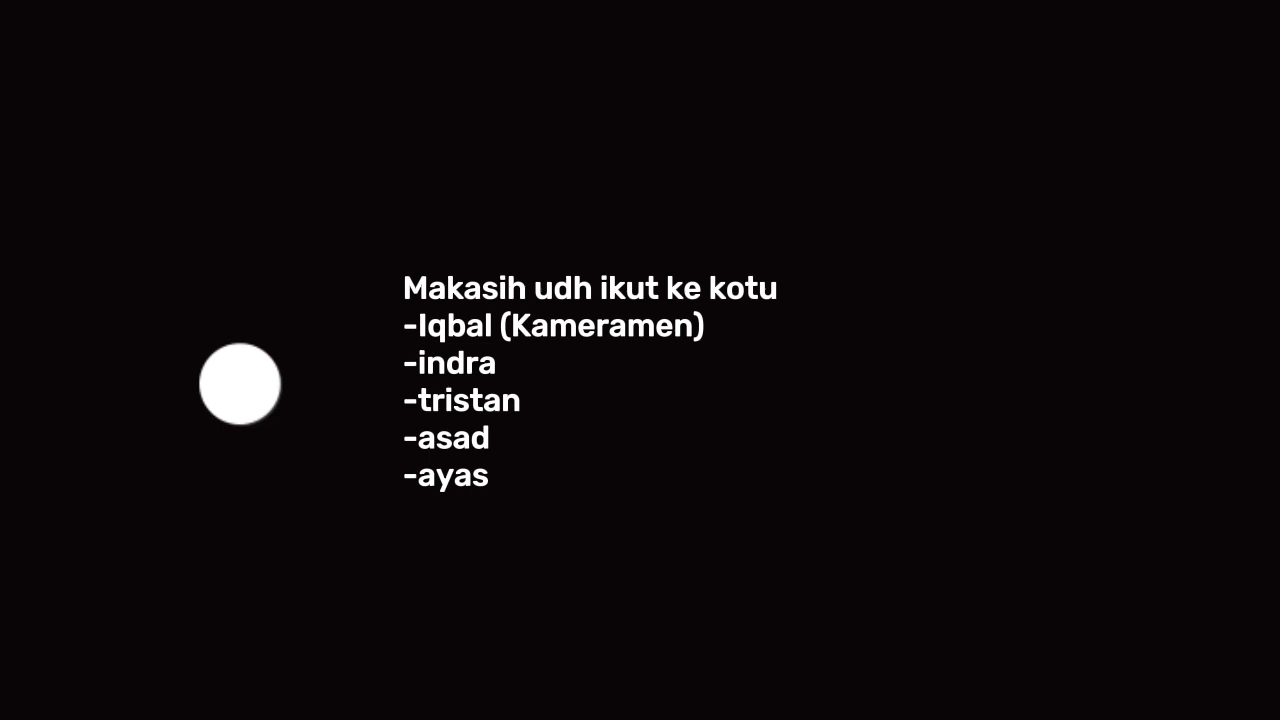 Makasih udh ikut ke kotu
-Iqbal (Kameramen)
-indra
-tristan
-asad
-ayas